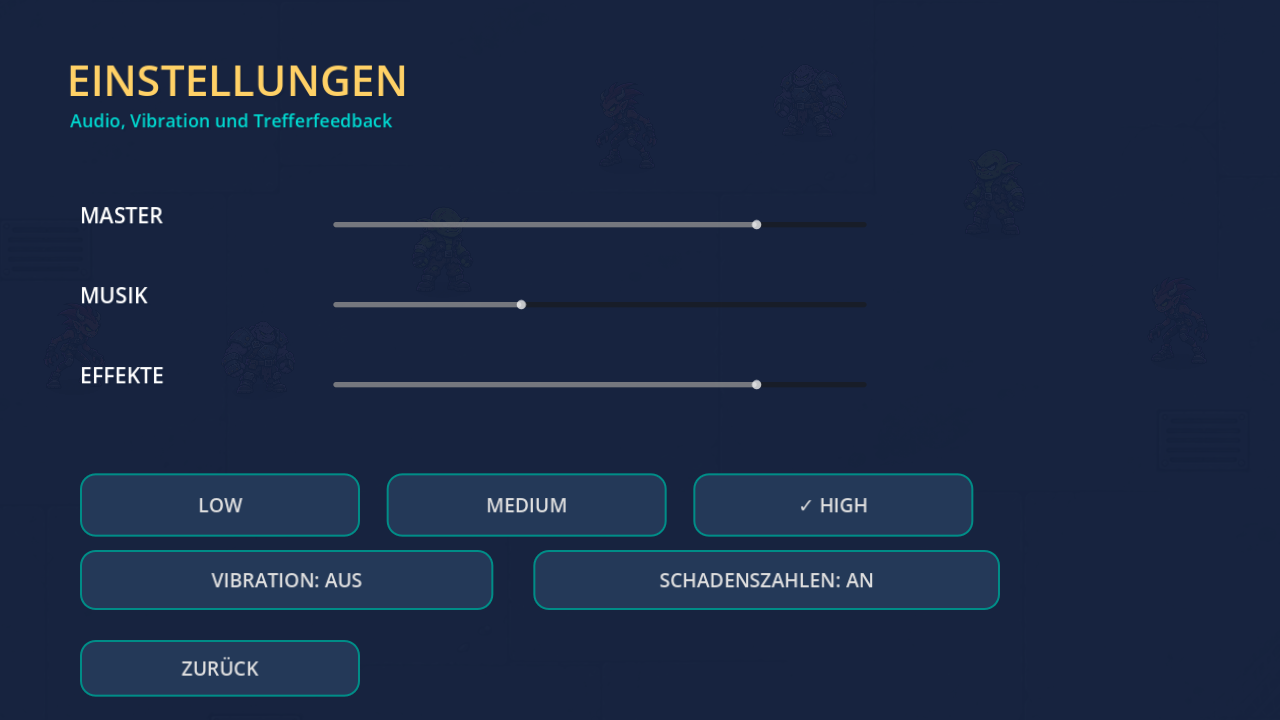 EINSTELLUNGEN
Audio, Vibration und Trefferfeedback
MASTER
MUSIK
EFFEKTE
LOW
MEDIUM
✓ HIGH
VIBRATION: AUS
SCHADENSZAHLEN: AN
ZURÜCK